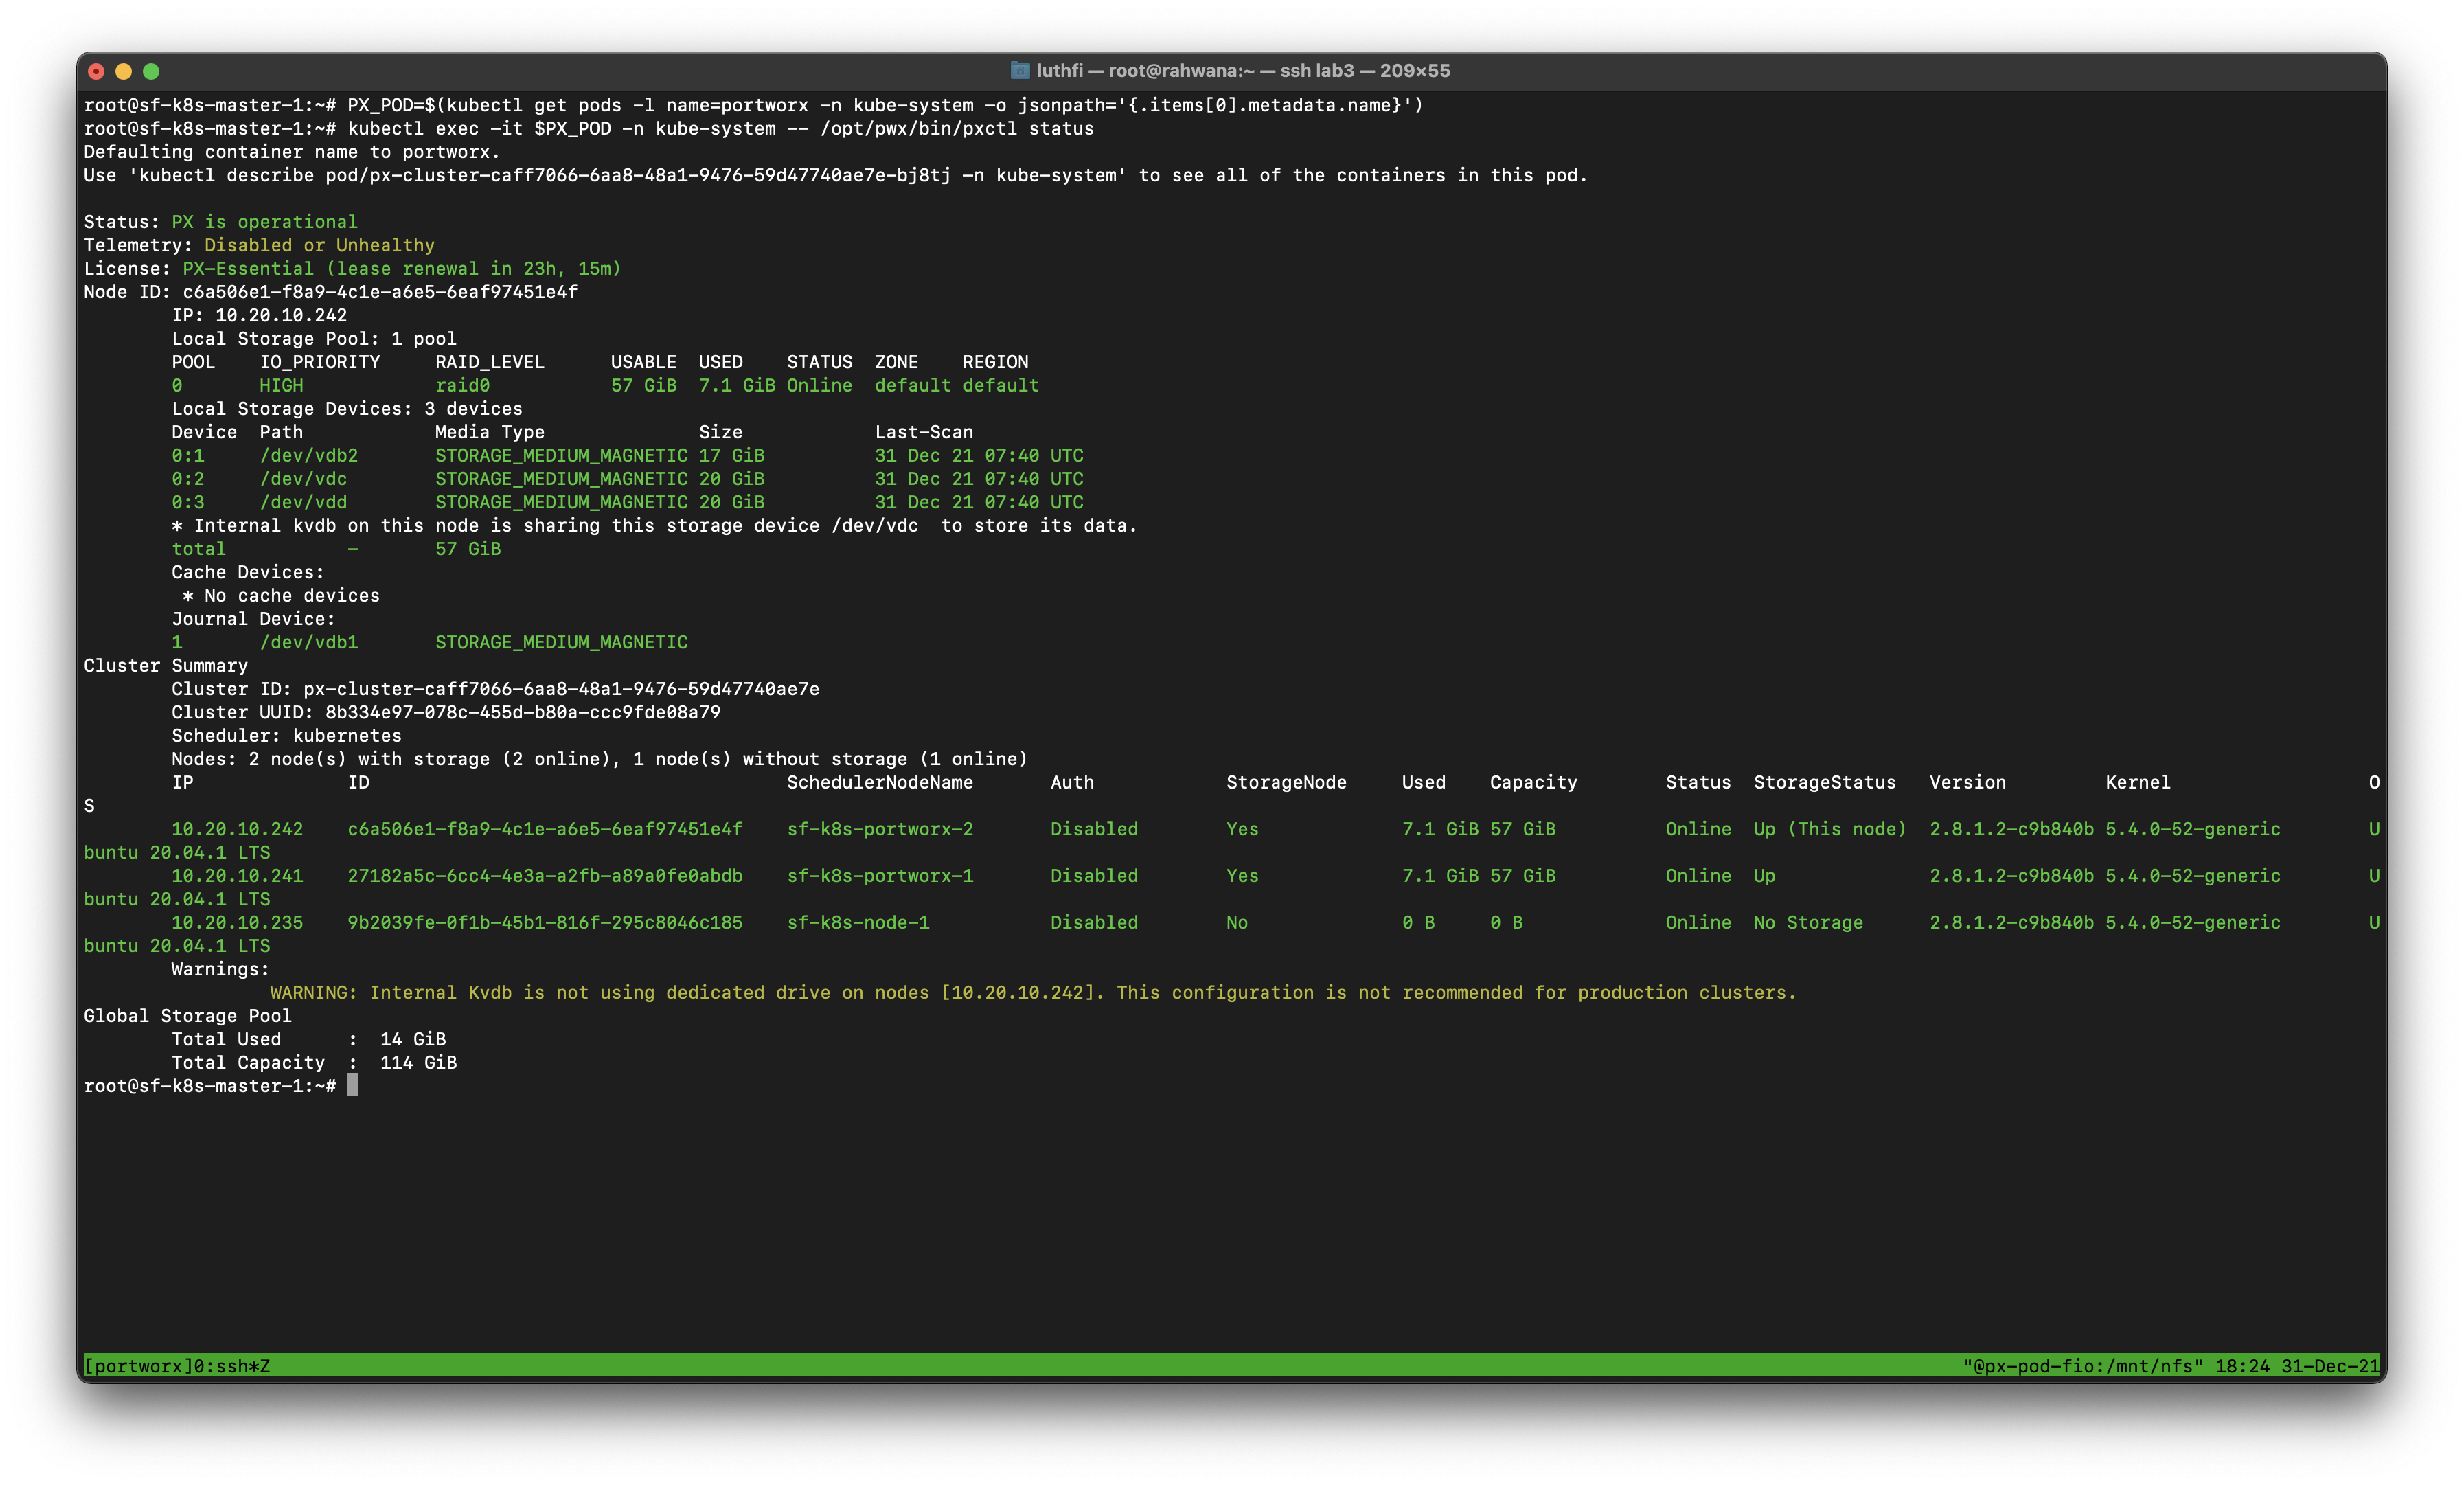 luthfi — root@rahwana:~ — ssh lab3 — 209×55
root@sf-k8s-master-1:~# PX_POD=$(kubectl get pods -l name=portworx -n kube-system -o jsonpath='{.items[0].metadata.name}')
root@sf-k8s-master-1:~# kubectl exec -it $PX_POD -n kube-system -- /opt/pwx/bin/pxctl status
Defaulting container name to portworx.
Use 'kubectl describe pod/px-cluster-caff7066-6aa8-48a1-9476-59d47740ae7e-bj8tj -n kube-system' to see all of the containers in this pod.
Status: PX is operational
Telemetry: Disabled or Unhealthy
License: PX-Essential (lease renewal in 23h, 15m)
Node ID: c6a506e1-f8a9-4c1e-a6e5-6eaf97451e4f
IP: 10.20.10.242
Local Storage Pool: 1 pool
POOL IO_PRIORITY RAID_LEVEL USABLE USED STATUS ZONE REGION
0 HIGH raid0 57 GiB 7.1 GiB Online default default
Local Storage Devices: 3 devices
Device Path Media Type Size Last-Scan
0:1 /dev/vdb2 STORAGE_MEDIUM_MAGNETIC 17 GiB 31 Dec 21 07:40 UTC
0:2 /dev/vdc STORAGE_MEDIUM_MAGNETIC 20 GiB 31 Dec 21 07:40 UTC
0:3 /dev/vdd STORAGE_MEDIUM_MAGNETIC 20 GiB 31 Dec 21 07:40 UTC
* Internal kvdb on this node is sharing this storage device /dev/vdc  to store its data.
total - 57 GiB
Cache Devices:
* No cache devices
Journal Device:
1 /dev/vdb1 STORAGE_MEDIUM_MAGNETIC
Cluster Summary
Cluster ID: px-cluster-caff7066-6aa8-48a1-9476-59d47740ae7e
Cluster UUID: 8b334e97-078c-455d-b80a-ccc9fde08a79
Scheduler: kubernetes
Nodes: 2 node(s) with storage (2 online), 1 node(s) without storage (1 online)
IP ID SchedulerNodeName Auth StorageNode Used Capacity Status StorageStatus Version Kernel O
S
10.20.10.242 c6a506e1-f8a9-4c1e-a6e5-6eaf97451e4f sf-k8s-portworx-2 Disabled Yes 7.1 GiB 57 GiB Online Up (This node) 2.8.1.2-c9b840b 5.4.0-52-generic U
buntu 20.04.1 LTS
10.20.10.241 27182a5c-6cc4-4e3a-a2fb-a89a0fe0abdb sf-k8s-portworx-1 Disabled Yes 7.1 GiB 57 GiB Online Up 2.8.1.2-c9b840b 5.4.0-52-generic U
buntu 20.04.1 LTS
10.20.10.235 9b2039fe-0f1b-45b1-816f-295c8046c185 sf-k8s-node-1 Disabled No 0 B 0 B Online No Storage 2.8.1.2-c9b840b 5.4.0-52-generic U
buntu 20.04.1 LTS
Warnings:
WARNING: Internal Kvdb is not using dedicated drive on nodes [10.20.10.242]. This configuration is not recommended for production clusters.
Global Storage Pool
Total Used : 14 GiB
Total Capacity : 114 GiB
root@sf-k8s-master-1:~#
[portworx]0:ssh*Z "@px-pod-fio:/mnt/nfs" 18:24 31-Dec-21